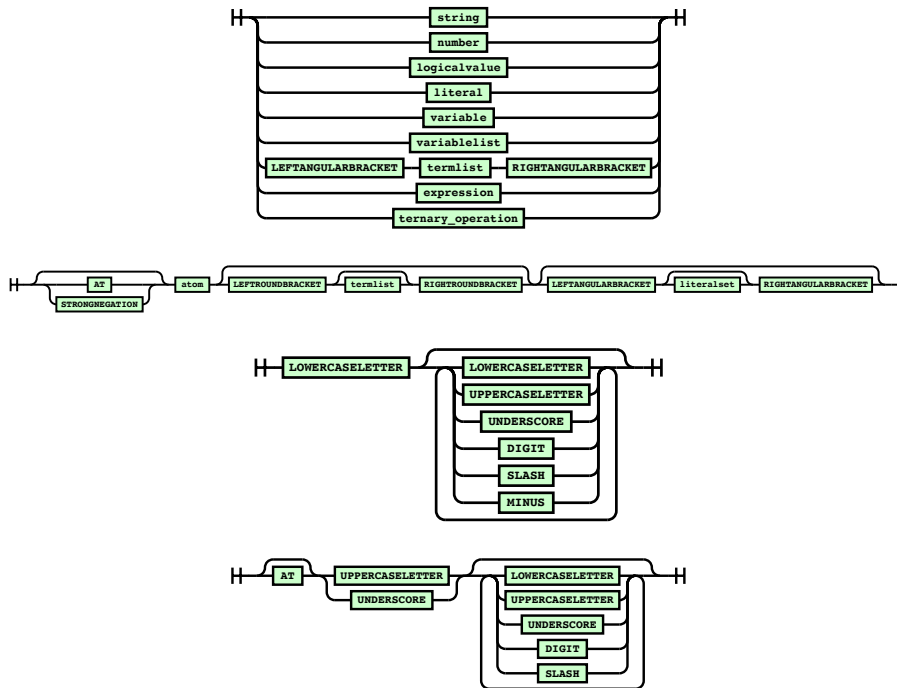 string
number
logicalvalue
literal
variable
variablelist
LEFTANGULARBRACKET termlist RIGHTANGULARBRACKET
expression
ternary_operation
AT atom LEFTROUNDBRACKET termlist RIGHTROUNDBRACKET LEFTANGULARBRACKET literalset RIGHTANGULARBRACKET
STRONGNEGATION
LOWERCASELETTER LOWERCASELETTER
UPPERCASELETTER
UNDERSCORE
DIGIT
SLASH
MINUS
AT UPPERCASELETTER LOWERCASELETTER
UNDERSCORE UPPERCASELETTER
UNDERSCORE
DIGIT
SLASH